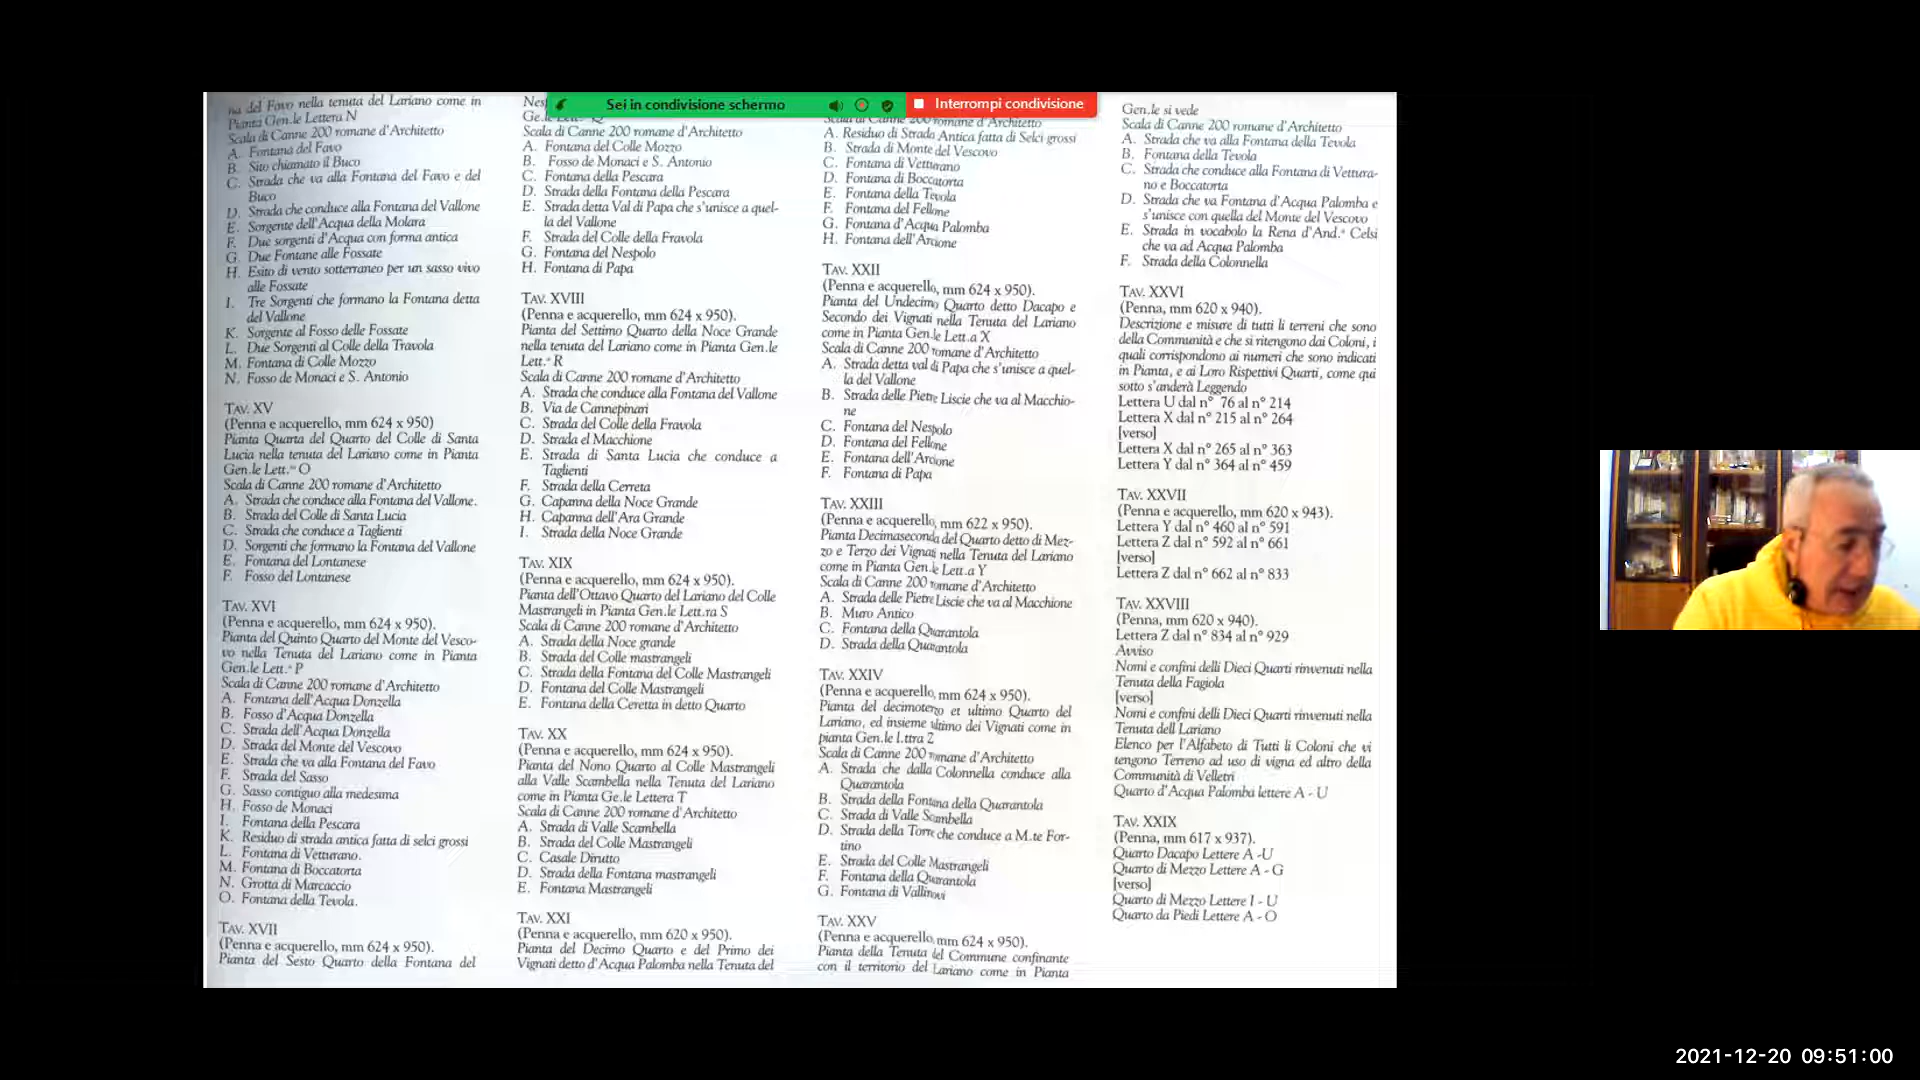 Sei in condivisione schermo
Interrompi condivisione
na del Favo nella tenuta del Lariano come in
Pianta Gen.le Lettera N
Scala di Canne 200 romane d'Architetto
A. Fontana del Favo
B. Sito chiamato il Buco
C. Strada che va alla Fontana del Favo e del
Buco
D. Strada che conduce alla Fontana del Vallone
E. Sorgente dell'Acqua della Molara
F. Due sorgenti d'Acqua con forma antica
G. Due Fontane alle Fossate
H. Esito di vento sotterraneo per un sasso vivo
alle Fossate
I. Tre Sorgenti che formano la Fontana detta
del Vallone
K. Sorgente al Fosso delle Fossate
L. Due Sorgenti al Colle della Travola
M. Fontana di Colle Mozzo
N. Fosso de Monaci e S. Antonio
TAV. XV
(Penna e acquerello, mm 624 x 950)
Pianta Quarta del Quarto del Colle di Santa
Lucia nella tenuta del Lariano come in Pianta
Gen.le Lett.ª O
Scala di Canne 200 romane d'Architetto
A. Strada che conduce alla Fontana del Vallone.
B. Strada del Colle di Santa Lucia
C. Strada che conduce a Taglienti
D. Sorgenti che formano la Fontana del Vallone
E. Fontana del Lontanese
F. Fosso del Lontanese
TAV. XVI
(Penna e acquerello, mm 624 x 950).
Pianta del Quinto Quarto del Monte del Vesco-
vo nella Tenuta del Lariano come in Pianta
Gen.le Lett.ª P
Scala di Canne 200 romane d'Architetto
A. Fontana dell'Acqua Donzella
B. Fosso d'Acqua Donzella
C. Strada dell'Acqua Donzella
D. Strada del Monte del Vescovo
E. Strada che va alla Fontana del Favo
F. Strada del Sasso
G. Sasso contiguo alla medesima
H. Fosso de Monaci
I. Fontana della Pescara
K. Residuo di strada antica fatta di selci grossi
L. Fontana di Vetturano.
M. Fontana di Boccatorta
N. Grotta di Marcaccio
O. Fontana della Tevola.
TAV. XVII
(Penna e acquerello, mm 624 x 950).
Pianta del Sesto Quarto della Fontana del
Scala di Canne 200 romane d'Architetto
A. Fontana del Colle Mozzo
B. Fosso de Monaci e S. Antonio
C. Fontana della Pescara
D. Strada della Fontana della Pescara
E. Strada detta Val di Papa che s'unisce a quel-
la del Vallone
F. Strada del Colle della Fravola
G. Fontana del Nespolo
H. Fontana di Papa
TAV. XVIII
(Penna e acquerello, mm 624 x 950).
Pianta del Settimo Quarto della Noce Grande
nella tenuta del Lariano come in Pianta Gen.le
Lett.ª R
Scala di Canne 200 romane d'Architetto
A. Strada che conduce alla Fontana del Vallone
B. Via de Cannepinari
C. Strada del Colle della Fravola
D. Strada el Macchione
E. Strada di Santa Lucia che conduce a
Taglienti
F. Strada della Cerreta
G. Capanna della Noce Grande
H. Capanna dell'Ara Grande
I. Strada della Noce Grande
TAV. XIX
(Penna e acquerello, mm 624 x 950).
Pianta dell'Ottavo Quarto del Lariano del Colle
Mastrangeli in Pianta Gen.le Lett.ra S
Scala di Canne 200 romane d'Architetto
A. Strada della Noce grande
B. Strada del Colle mastrangeli
C. Strada della Fontana del Colle Mastrangeli
D. Fontana del Colle Mastrangeli
E. Fontana della Ceretta in detto Quarto
TAV. XX
(Penna e acquerello, mm 624 x 950).
Pianta del Nono Quarto al Colle Mastrangeli
alla Valle Scambella nella Tenuta del Lariano
come in Pianta Ge.le Lettera T
Scala di Canne 200 romane d'Architetto
A. Strada di Valle Scambella
B. Strada del Colle Mastrangeli
C. Casale Dirutto
D. Strada della Fontana mastrangeli
E. Fontana Mastrangeli
TAV. XXI
(Penna e acquerello, mm 620 x 950).
Pianta del Decimo Quarto e del Primo dei
Vignati detto d'Acqua Palomba nella Tenuta del
Scala di Canne 200 romane d'Architetto
A. Residuo di Strada Antica fatta di Selci grossi
B. Strada di Monte del Vescovo
C. Fontana di Vetturano
D. Fontana di Boccatorta
E. Fontana della Tevola
F. Fontana del Fellone
G. Fontana d'Acqua Palomba
H. Fontana dell'Arcione
TAV. XXII
(Penna e acquerello, mm 624 x 950).
Pianta del Undecimo Quarto detto Dacapo e
Secondo dei Vignati nella Tenuta del Lariano
come in Pianta Gen.le Lett.a X
Scala di Canne 200 romane d'Architetto
A. Strada detta val di Papa che s'unisce a quel-
la del Vallone
B. Strada delle Pietre Liscie che va al Macchio-
ne
C. Fontana del Nespolo
D. Fontana del Fellone
E. Fontana dell'Arcione
F. Fontana di Papa
TAV. XXIII
(Penna e acquerello, mm 622 x 950).
Pianta Decimaseconda del Quarto detto di Mez-
zo e Terzo dei Vignati nella Tenuta del Lariano
come in Pianta Gen.le Lett.a Y
Scala di Canne 200 romane d'Architetto
A. Strada delle Pietre Liscie che va al Macchione
B. Muro Antico
C. Fontana della Quarantola
D. Strada della Quarantola
TAV. XXIV
(Penna e acquerello, mm 624 x 950).
Pianta del decimoterzo et ultimo Quarto del
Lariano, ed insieme ultimo dei Vignati come in
pianta Gen.le L.ttra Z
Scala di Canne 200 romane d'Architetto
A. Strada che dalla Colonnella conduce alla
Quarantola
B. Strada della Fontana della Quarantola
C. Strada di Valle Scambella
D. Strada della Torre che conduce a M.te For-
tino
E. Strada del Colle Mastrangeli
F. Fontana della Quarantola
G. Fontana di Vallinovi
TAV. XXV
(Penna e acquerello, mm 624 x 950).
Pianta della Tenuta del Commune confinante
con il territorio del Lariano come in Pianta
Gen.le si vede
Scala di Canne 200 romane d'Architetto
A. Strada che va alla Fontana della Tevola
B. Fontana della Tevola
C. Strada che conduce alla Fontana di Vettura-
no e Boccatorta
D. Strada che va Fontana d'Acqua Palomba e
s'unisce con quella del Monte del Vescovo
E. Strada in vocabolo la Rena d'And.ª Celsi
che va ad Acqua Palomba
F. Strada della Colonnella
TAV. XXVI
(Penna, mm 620 x 940).
Descrizione e misure di tutti li terreni che sono
della Communità e che si ritengono dai Coloni, i
quali corrispondono ai numeri che sono indicati
in Pianta, e ai Loro Rispettivi Quarti, come qui
sotto s'anderà Leggendo
Lettera U dal n° 76 al n° 214
Lettera X dal n° 215 al n° 264
[verso]
Lettera X dal n° 265 al n° 363
Lettera Y dal n° 364 al n° 459
TAV. XXVII
(Penna e acquerello, mm 620 x 943).
Lettera Y dal n° 460 al n° 591
Lettera Z dal n° 592 al n° 661
[verso]
Lettera Z dal n° 662 al n° 833
TAV. XXVIII
(Penna, mm 620 x 940).
Lettera Z dal n° 834 al n° 929
Avviso
Nomi e confini delli Dieci Quarti rinvenuti nella
Tenuta della Fagiola
[verso]
Nomi e confini delli Dieci Quarti rinvenuti nella
Tenuta dell Lariano
Elenco per l'Alfabeto di Tutti li Coloni che vi
tengono Terreno ad uso di vigna ed altro della
Communità di Velletri
Quarto d'Acqua Palomba lettere A - U
TAV. XXIX
(Penna, mm 617 x 937).
Quarto Dacapo Lettere A -U
Quarto di Mezzo Lettere A - G
[verso]
Quarto di Mezzo Lettere I - U
Quarto da Piedi Lettere A - O
2021-12-20 09:51:00